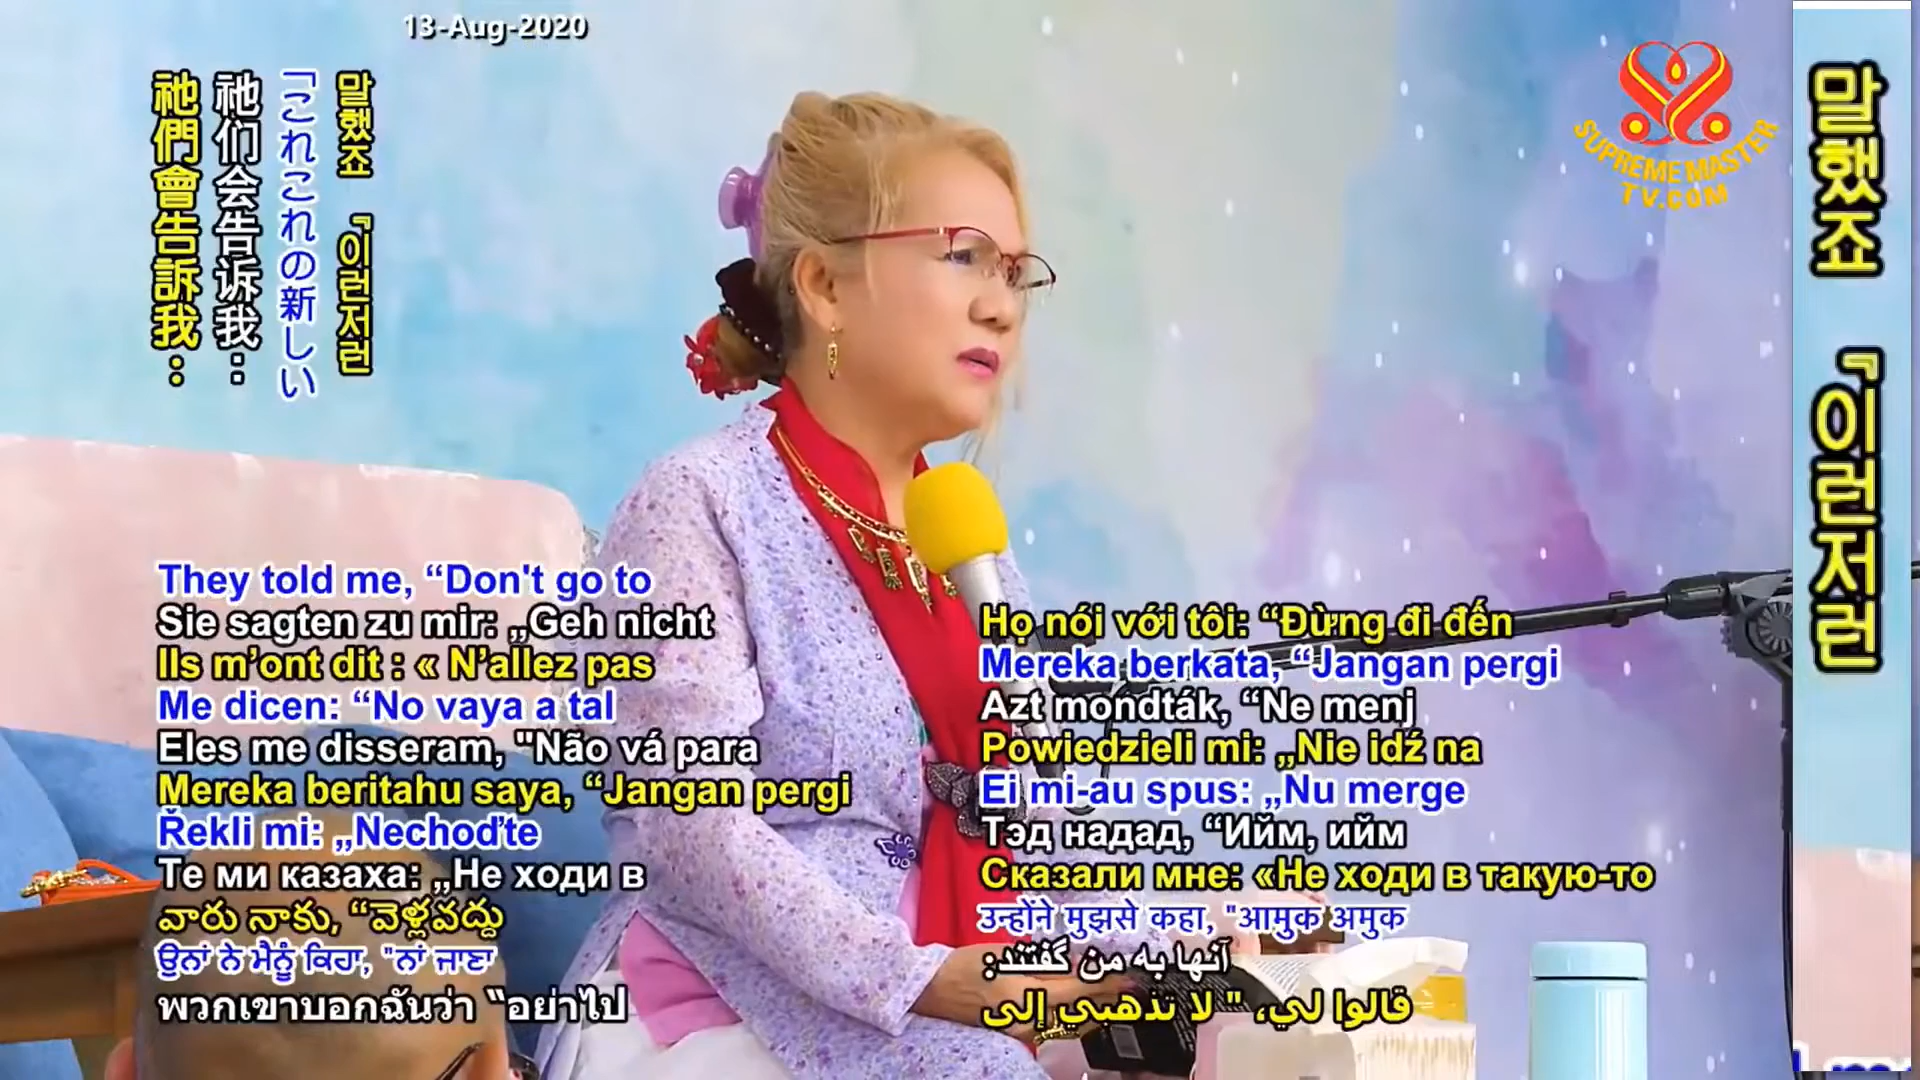 13-Aug-2020
祂們會告訴我…
祂们会告诉我…
「これこれの新しい
말했죠 『이런저런
SUPREME MASTER
TV.COM
말했죠 『이런저런
They told me, “Don't go to
Sie sagten zu mir: „Geh nicht
Ils m’ont dit : « N’allez pas
Me dicen: “No vaya a tal
Eles me disseram, "Não vá para
Mereka beritahu saya, “Jangan pergi
Řekli mi: „Nechoďte
Те ми казаха: „Не ходи в
వారు నాకు, “వెళ్లవద్దు
ਉਨਾਂ ਨੇ ਮੈਨੂੰ ਕਿਹਾ, "ਨਾਂ ਜਾਣਾ
พวกเขาบอกฉันว่า “อย่าไป
Họ nói với tôi: “Đừng đi đến
Mereka berkata, “Jangan pergi
Azt mondták, “Ne menj
Powiedzieli mi: „Nie idź na
Ei mi-au spus: „Nu merge
Тэд надад, “Ийм, ийм
Сказали мне: «Не ходи в такую-то
उन्होंने मुझसे कहा, "आमुक अमुक
آنها به من گفتند:
قالوا لي، " لا تذهبي إلى